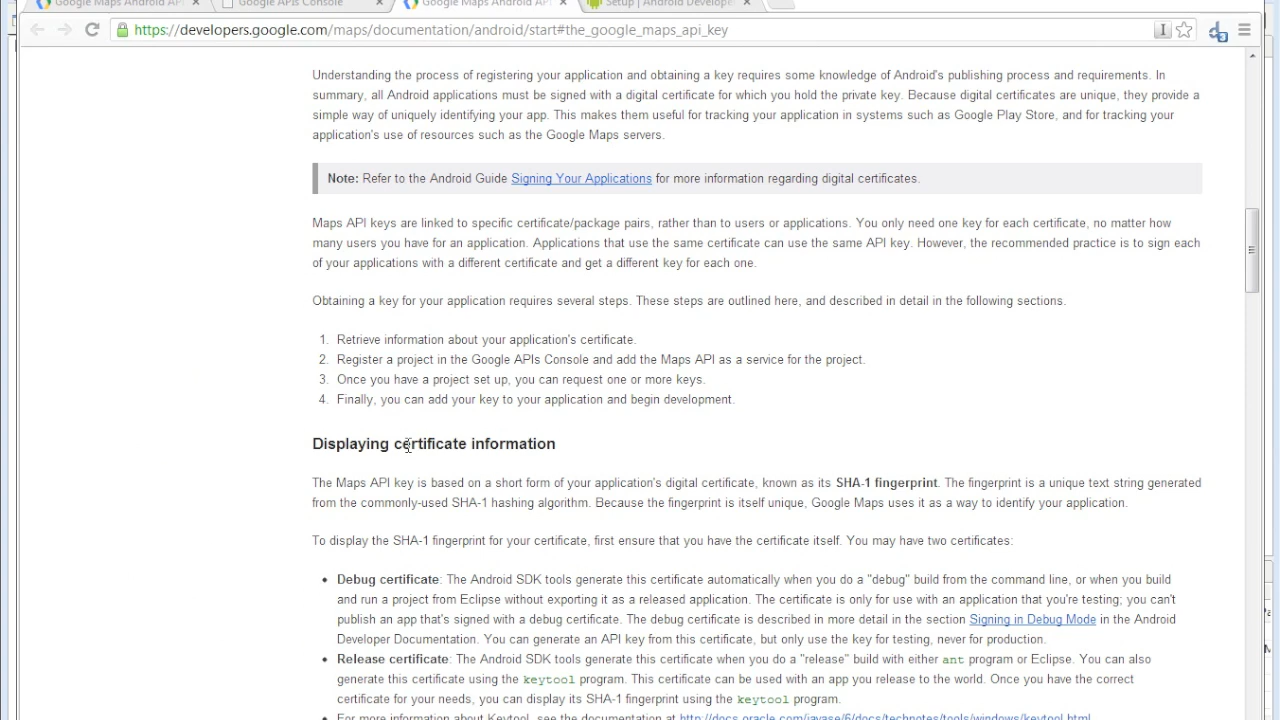 Google Maps Android API
Google APIs Console
Google Maps Android API
Setup | Android Developer
https://developers.google.com/maps/documentation/android/start#the_google_maps_api_key
Understanding the process of registering your application and obtaining a key requires some knowledge of Android's publishing process and requirements. In
summary, all Android applications must be signed with a digital certificate for which you hold the private key. Because digital certificates are unique, they provide a
simple way of uniquely identifying your app. This makes them useful for tracking your application in systems such as Google Play Store, and for tracking your
application's use of resources such as the Google Maps servers.
Note: Refer to the Android Guide Signing Your Applications for more information regarding digital certificates.
Maps API keys are linked to specific certificate/package pairs, rather than to users or applications. You only need one key for each certificate, no matter how
many users you have for an application. Applications that use the same certificate can use the same API key. However, the recommended practice is to sign each
of your applications with a different certificate and get a different key for each one.
Obtaining a key for your application requires several steps. These steps are outlined here, and described in detail in the following sections.
1. Retrieve information about your application's certificate.
2. Register a project in the Google APIs Console and add the Maps API as a service for the project.
3. Once you have a project set up, you can request one or more keys.
4. Finally, you can add your key to your application and begin development.
Displaying certificate information
The Maps API key is based on a short form of your application's digital certificate, known as its SHA-1 fingerprint. The fingerprint is a unique text string generated
from the commonly-used SHA-1 hashing algorithm. Because the fingerprint is itself unique, Google Maps uses it as a way to identify your application.
To display the SHA-1 fingerprint for your certificate, first ensure that you have the certificate itself. You may have two certificates:
• Debug certificate: The Android SDK tools generate this certificate automatically when you do a "debug" build from the command line, or when you build
and run a project from Eclipse without exporting it as a released application. The certificate is only for use with an application that you're testing; you can't
publish an app that's signed with a debug certificate. The debug certificate is described in more detail in the section Signing in Debug Mode in the Android
Developer Documentation. You can generate an API key from this certificate, but only use the key for testing, never for production.
• Release certificate: The Android SDK tools generate this certificate when you do a "release" build with either ant program or Eclipse. You can also
generate this certificate using the keytool program. This certificate can be used with an app you release to the world. Once you have the correct
certificate for your needs, you can display its SHA-1 fingerprint using the keytool program.
• For more information about Keytool, see the documentation at http://docs.oracle.com/javase/6/docs/technotes/tools/windows/keytool.html